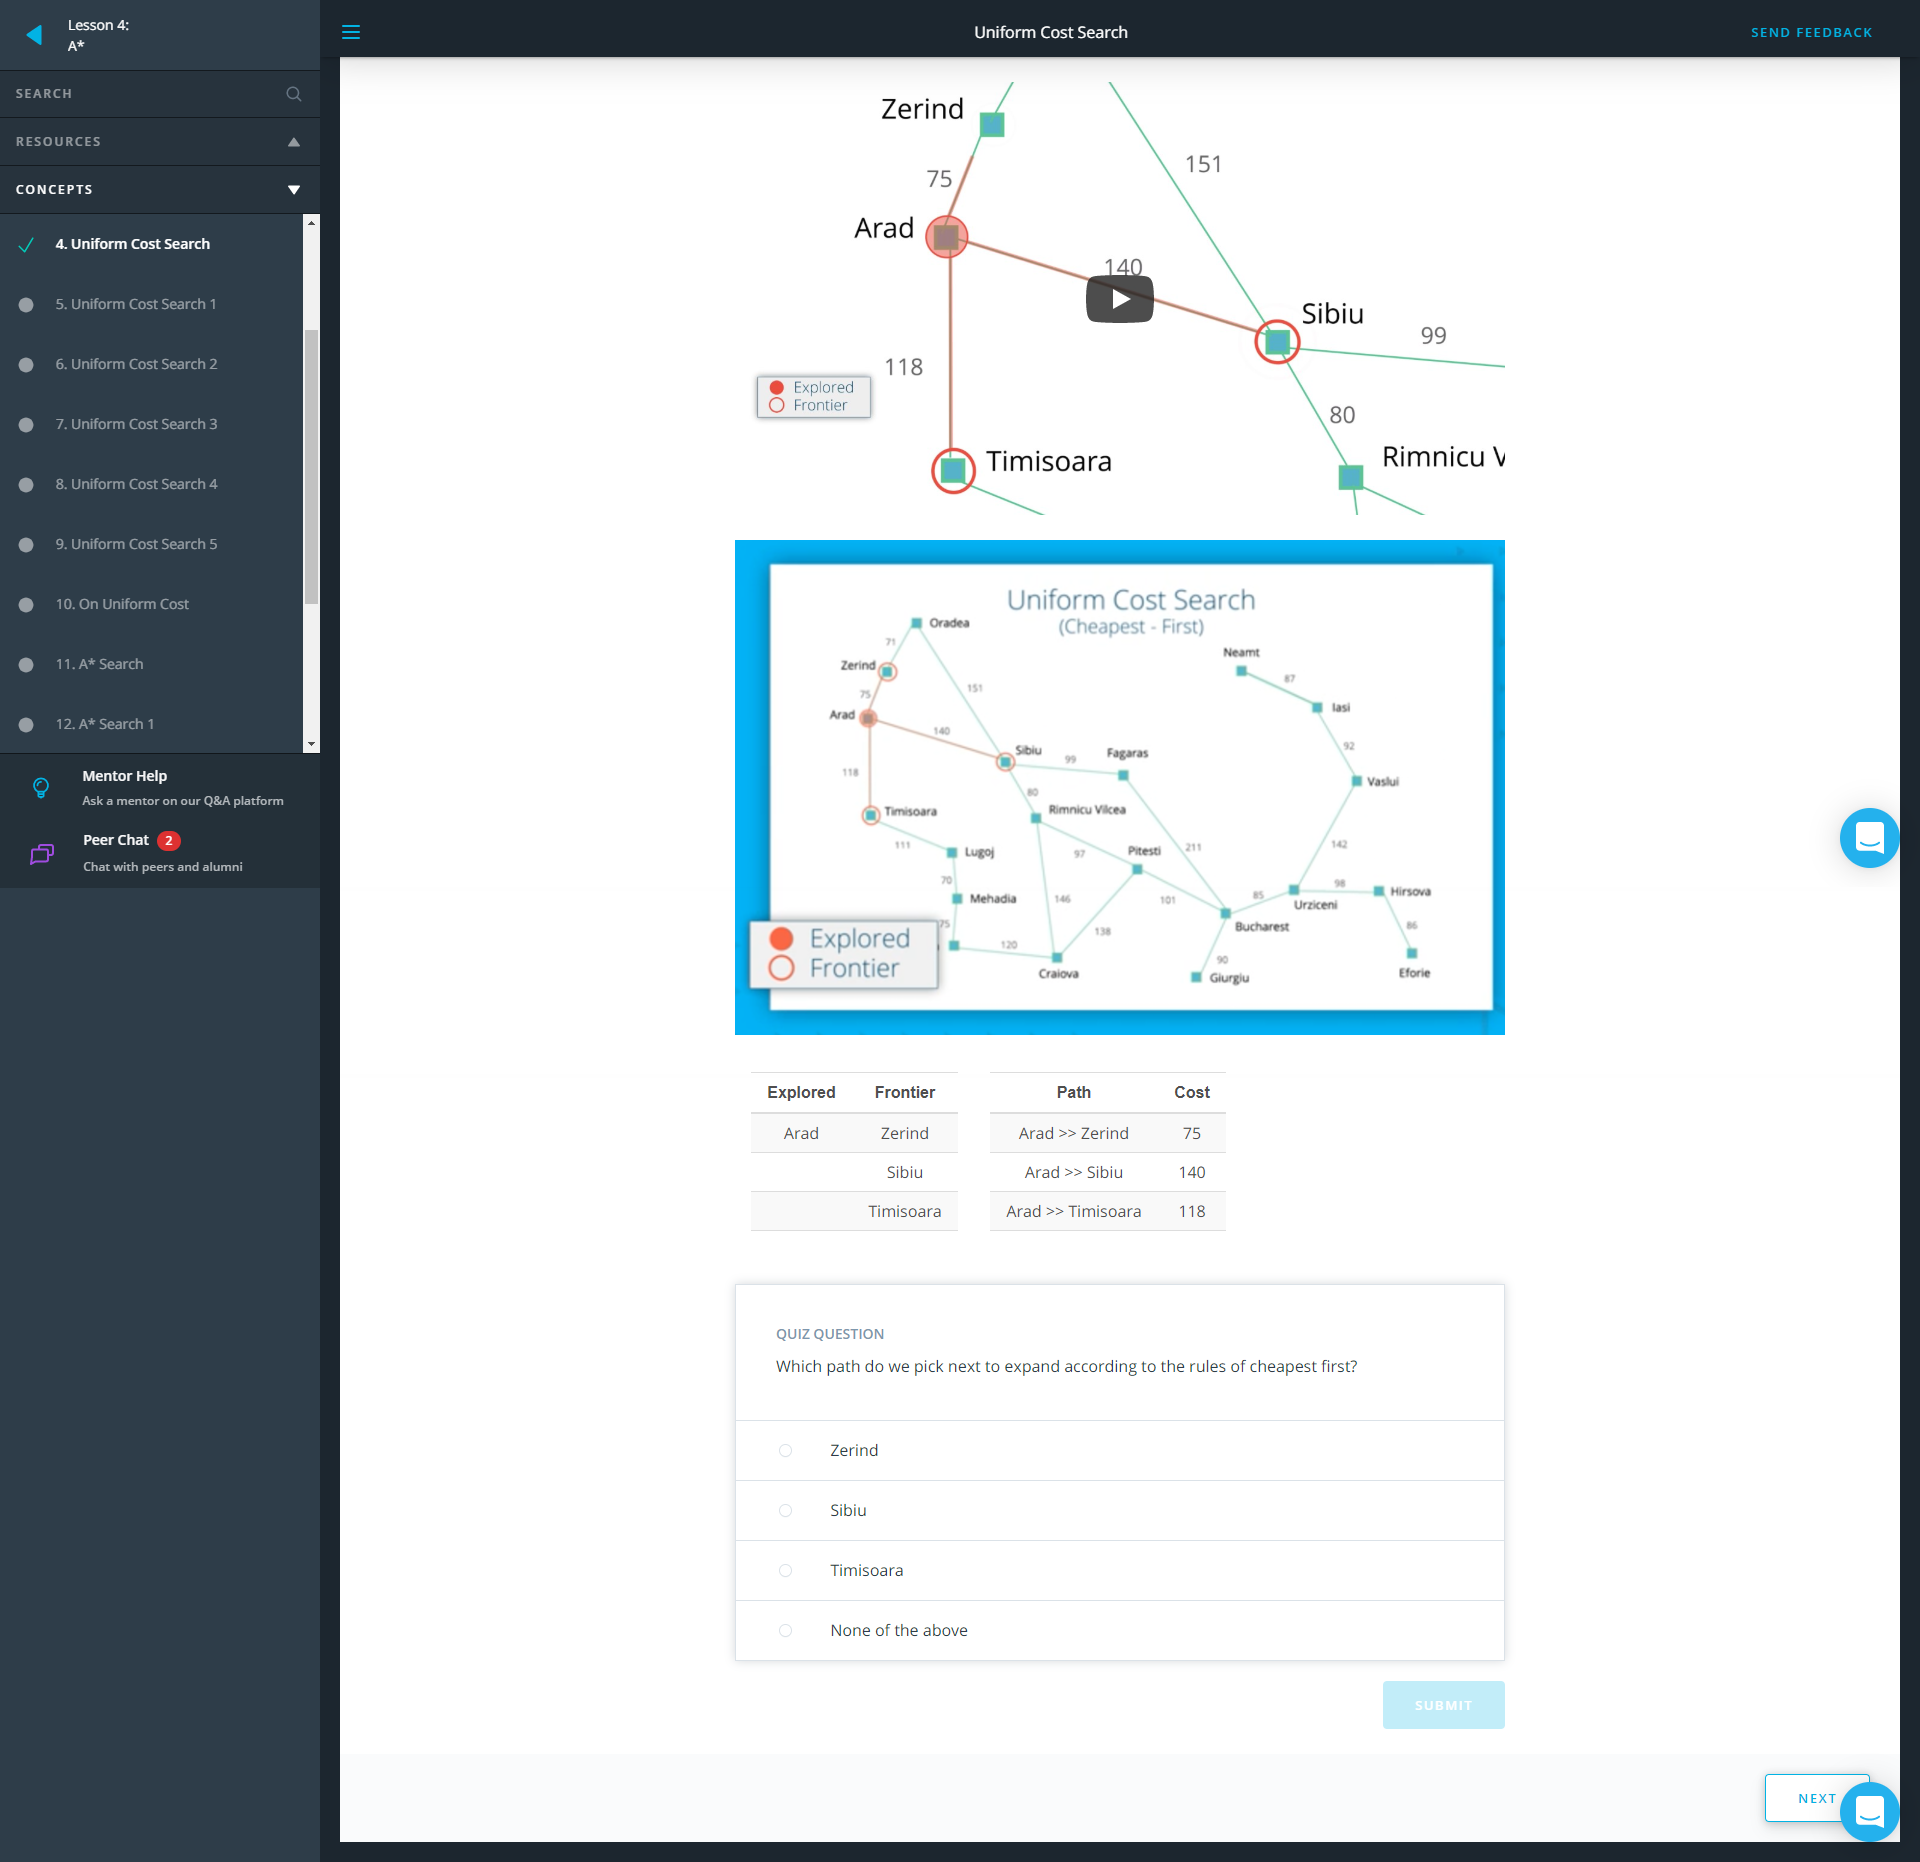 Lesson 4:
A*
SEARCH
RESOURCES
CONCEPTS
4. Uniform Cost Search
5. Uniform Cost Search 1
6. Uniform Cost Search 2
7. Uniform Cost Search 3
8. Uniform Cost Search 4
9. Uniform Cost Search 5
10. On Uniform Cost
11. A* Search
12. A* Search 1
Mentor Help
Ask a mentor on our Q&A platform
Peer Chat 2
Chat with peers and alumni
Uniform Cost Search
SEND FEEDBACK
Zerind
151
75
Arad
140
Sibiu
99
118
Explored
Frontier
80
Timisoara
Rimnicu V
Uniform Cost Search
(Cheapest - First)
Oradea
71
Neamt
Zerind
87
75
151
Iasi
Arad
140
92
Sibiu
99
Fagaras
118
Vaslui
80
Rimnicu Vilcea
Timisoara
111
Lugoj
97
Pitesti
211
142
70
98
Mehadia
146
101
85
Hirsova
Urziceni
75
Bucharest
86
138
120
Explored
Frontier
Craiova
90
Giurgiu
Eforie
Explored Frontier
Arad Zerind
Sibiu
Timisoara
Path Cost
Arad >> Zerind 75
Arad >> Sibiu 140
Arad >> Timisoara 118
QUIZ QUESTION
Which path do we pick next to expand according to the rules of cheapest first?
Zerind
Sibiu
Timisoara
None of the above
SUBMIT
NEXT